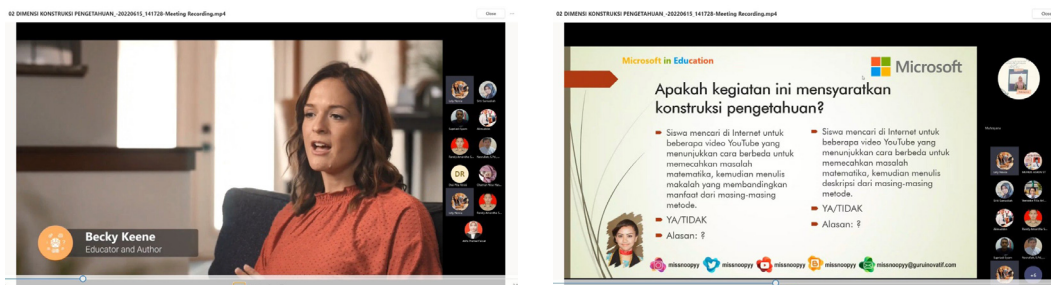 02 DIMENSI KONSTRUKSI PENGETAHUAN_-20220615_141728-Meeting Recording.mp4
Close
DR
Becky Keene
Educator and Author
02 DIMENSI KONSTRUKSI PENGETAHUAN_-20220615_141728-Meeting Recording.mp4
Close
Microsoft in Education
Microsoft
Apakah kegiatan ini mensyaratkan
konstruksi pengetahuan?
Siswa mencari di Internet untuk
beberapa video YouTube yang
menunjukkan cara berbeda untuk
memecahkan masalah
matematika, kemudian menulis
makalah yang membandingkan
manfaat dari masing-masing
metode.
YA/TIDAK
Alasan: ?
Siswa mencari di Internet untuk
beberapa video YouTube yang
menunjukkan cara berbeda untuk
memecahkan masalah
matematika, kemudian menulis
deskripsi dari masing-masing
metode.
YA/TIDAK
Alasan: ?
missnoopyy missnoopyy missnoopyy missnoopyy missnoopyy@guruinovatif.com